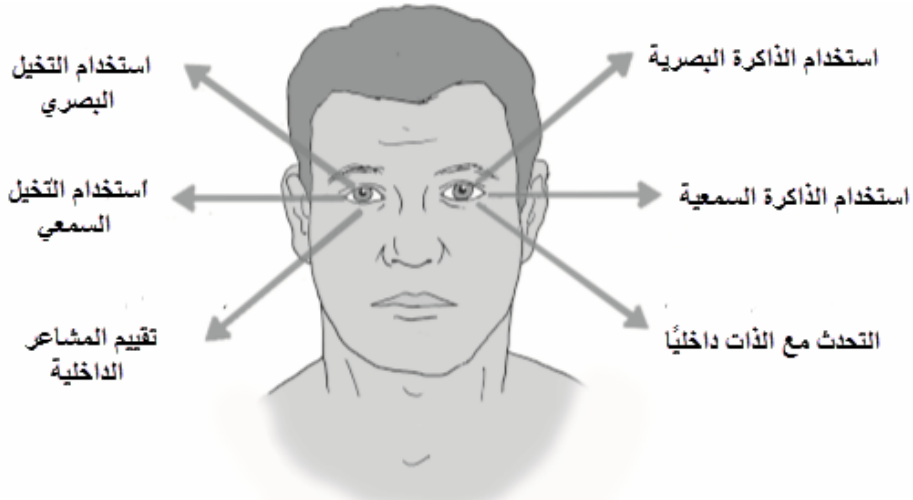 استخدام الذاكرة البصرية
استخدام التخيل
البصري
استخدام الذاكرة السمعية
استخدام التخيل
السمعي
التحدث مع الذات داخليًا
تقييم المشاعر
الداخلية